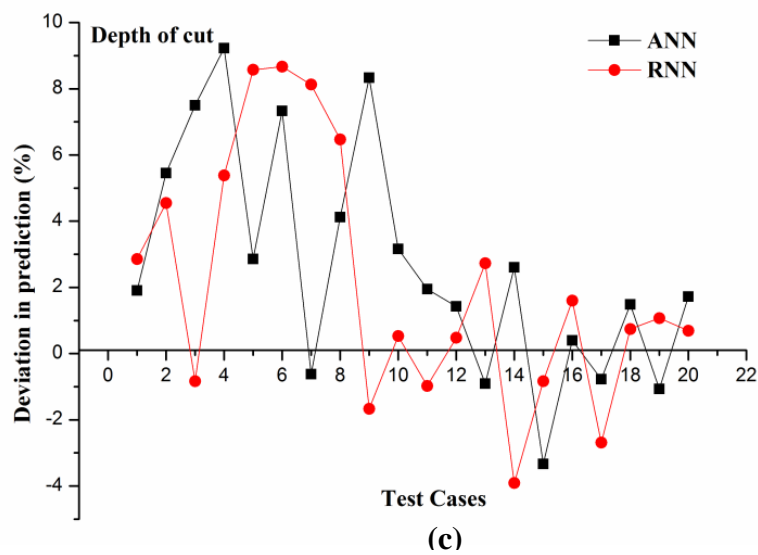 10
Depth of cut
ANN
RNN
8
6
4
2
0
-2
-4
Deviation in prediction (%)
0 2 4 6 8 10 12 14 16 18 20 22
Test Cases
(c)